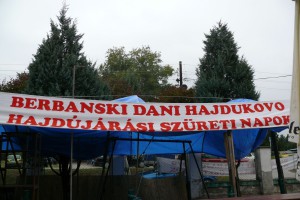 BERBANSKI DANI HAJDUKOVO
HAJDÚJÁRÁSI SZÜRETI NAPOK